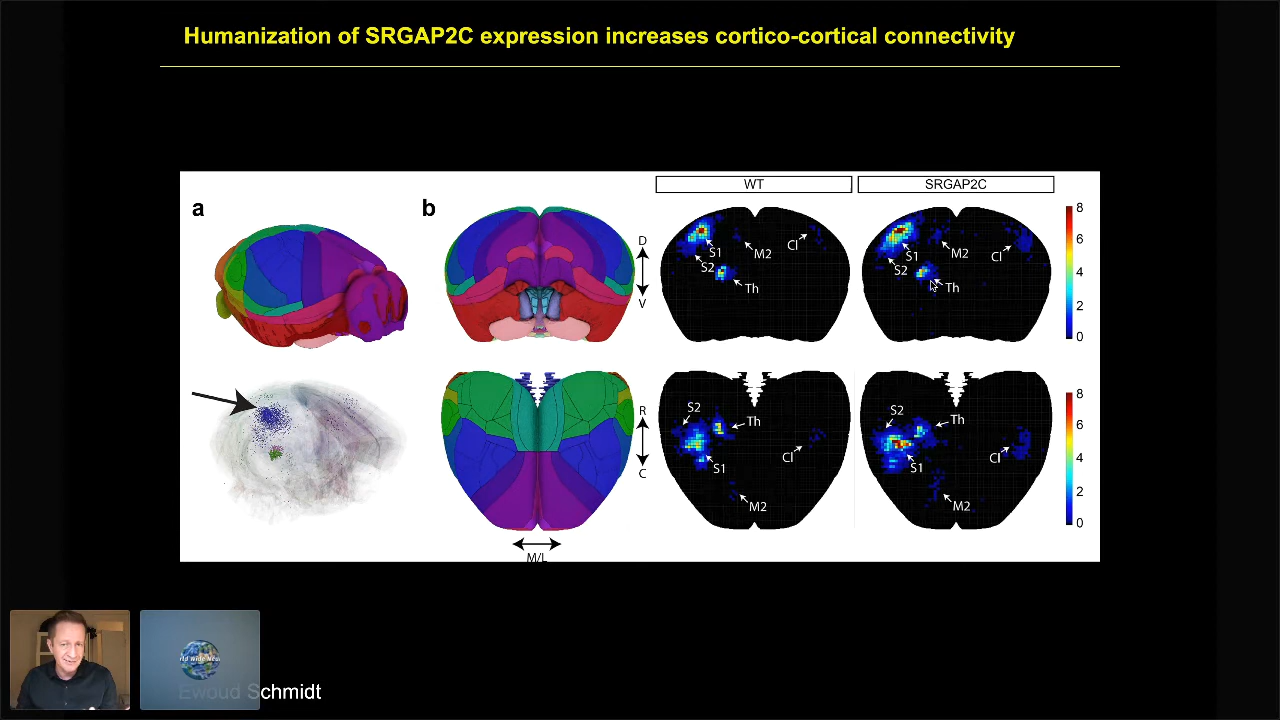 Humanization of SRGAP2C expression increases cortico-cortical connectivity
a
b
WT
SRGAP2C
D
V
S1
S2
M2
Cl
Th
S1
S2
M2
Cl
Th
8
6
4
2
0
R
C
M/L
S2
Th
S1
Cl
M2
S2
Th
S1
Cl
M2
8
6
4
2
0
Ewoud Schmidt